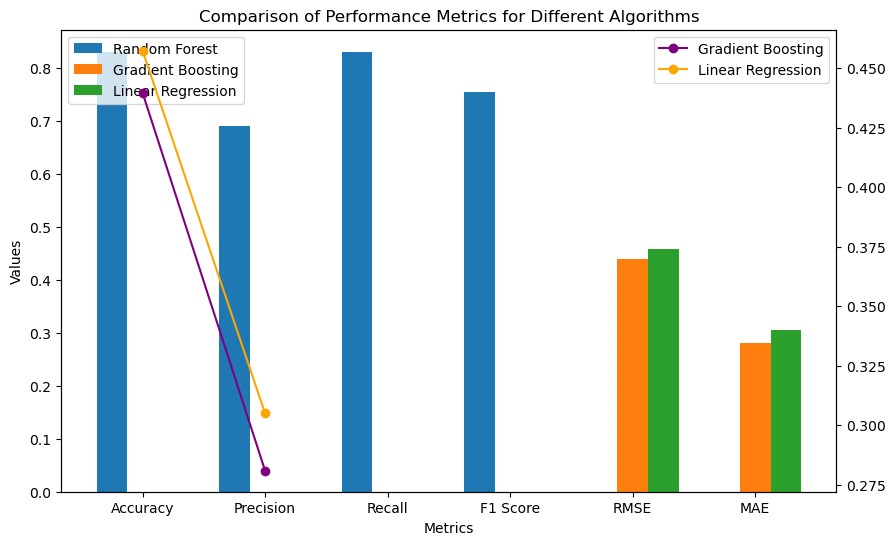 Comparison of Performance Metrics for Different Algorithms
Random Forest
Gradient Boosting
Linear Regression
Gradient Boosting
Linear Regression
0.8
0.7
0.6
0.5
0.4
0.3
0.2
0.1
0.0
Values
0.450
0.425
0.400
0.375
0.350
0.325
0.300
0.275
Accuracy Precision Recall F1 Score RMSE MAE
Metrics